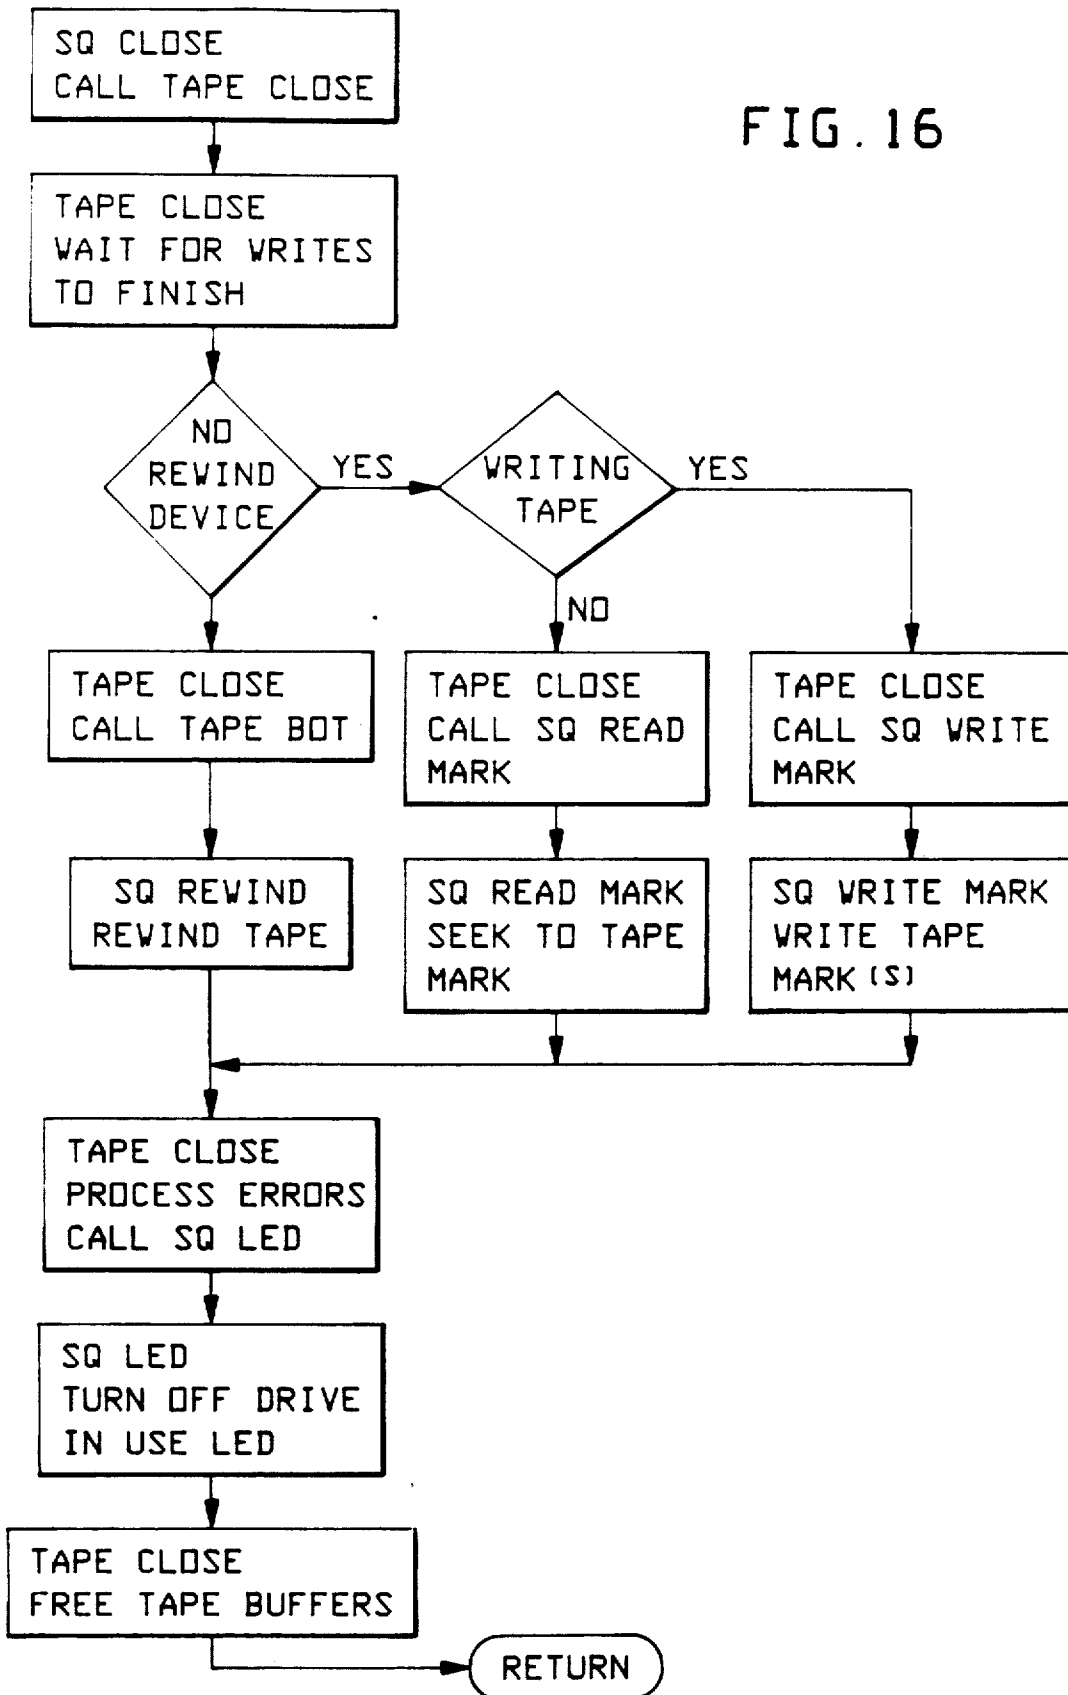 SQ CLOSE
CALL TAPE CLOSE
FIG. 16
TAPE CLOSE
WAIT FOR WRITES
TO FINISH
NO
REWIND
DEVICE
YES
WRITING
TAPE
YES
NO
TAPE CLOSE
CALL TAPE BOT
TAPE CLOSE
CALL SQ READ
MARK
TAPE CLOSE
CALL SQ WRITE
MARK
SQ REWIND
REWIND TAPE
SQ READ MARK
SEEK TO TAPE
MARK
SQ WRITE MARK
WRITE TAPE
MARK (S)
TAPE CLOSE
PROCESS ERRORS
CALL SQ LED
SQ LED
TURN OFF DRIVE
IN USE LED
TAPE CLOSE
FREE TAPE BUFFERS
RETURN